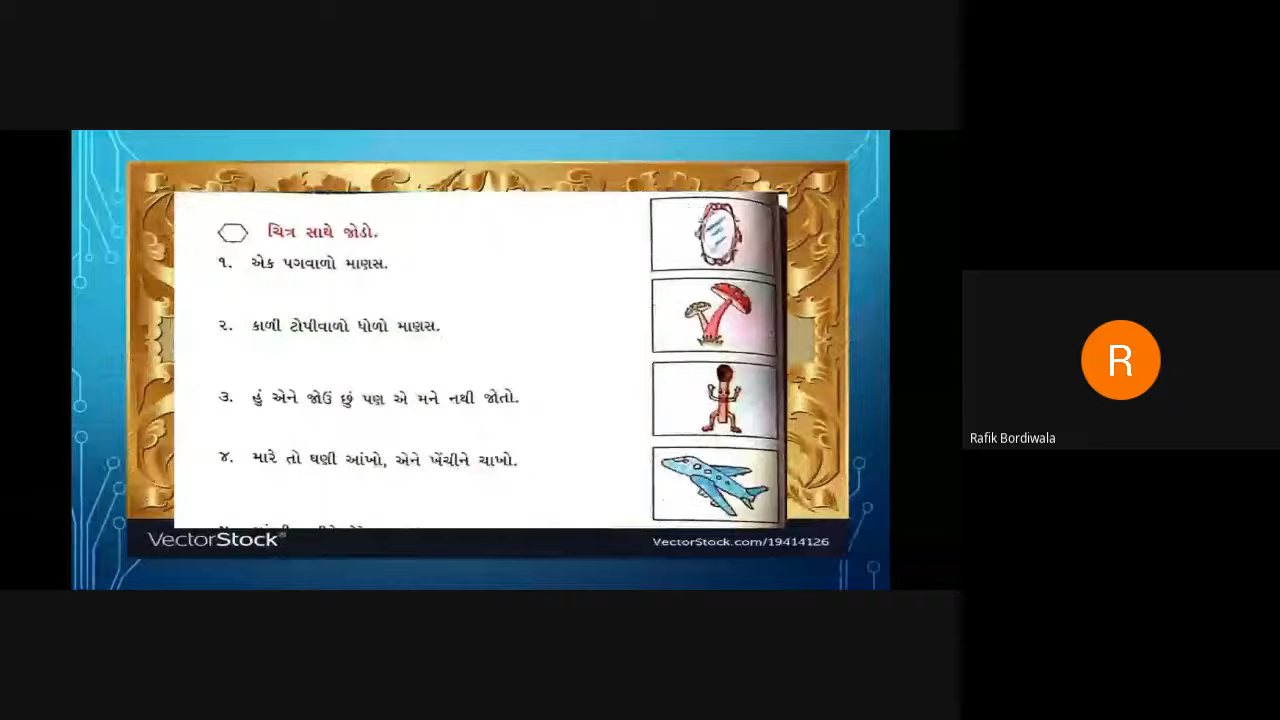 ચિત્ર સાથે જોડો.
૧. એક પગવાળો માણસ.
૨. કાળી ટોપીવાળો ધોળો માણસ.
૩. હું એને જોઉં છું પણ એ મને નથી જોતો.
૪. મારે તો ઘણી આંખો, એને ખેંચીને ચાખો.
VectorStock®
VectorStock.com/19414126
R
Rafik Bordiwala